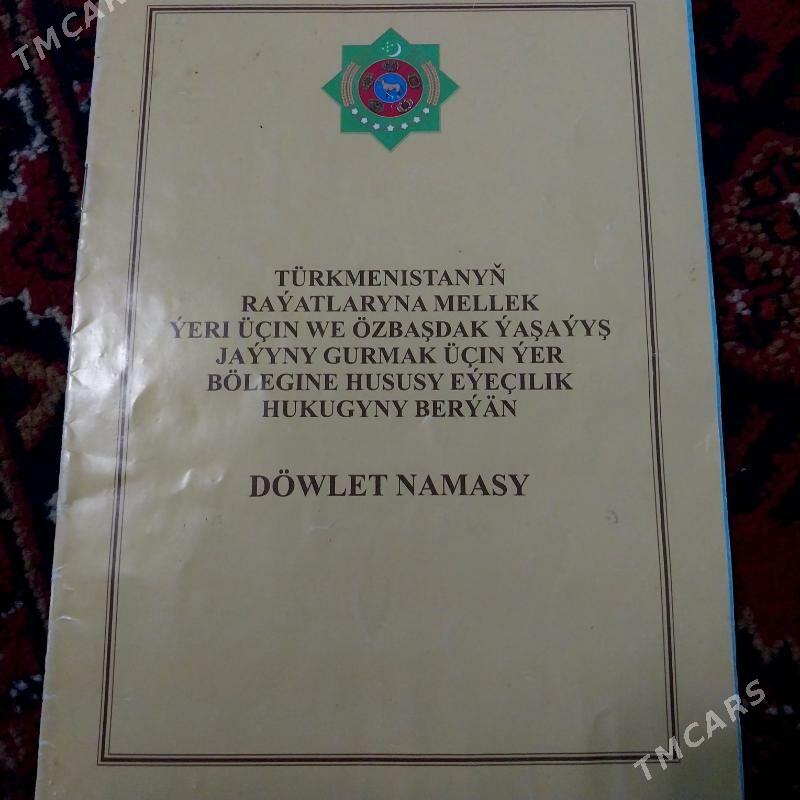 TMÇARS
TÜRKMENISTANYŇ
RAÝATLARYNA MELLEK
ÝERI ÜÇIN WE ÖZBAŞDAK ÝAŞAÝYŞ
JAÝYNY GURMAK ÜÇIN ÝER
BÖLEGINE HUSUSY EÝEÇILIK
HUKUGYNY BERÝÄN
DÖWLET NAMASY
TMCARS